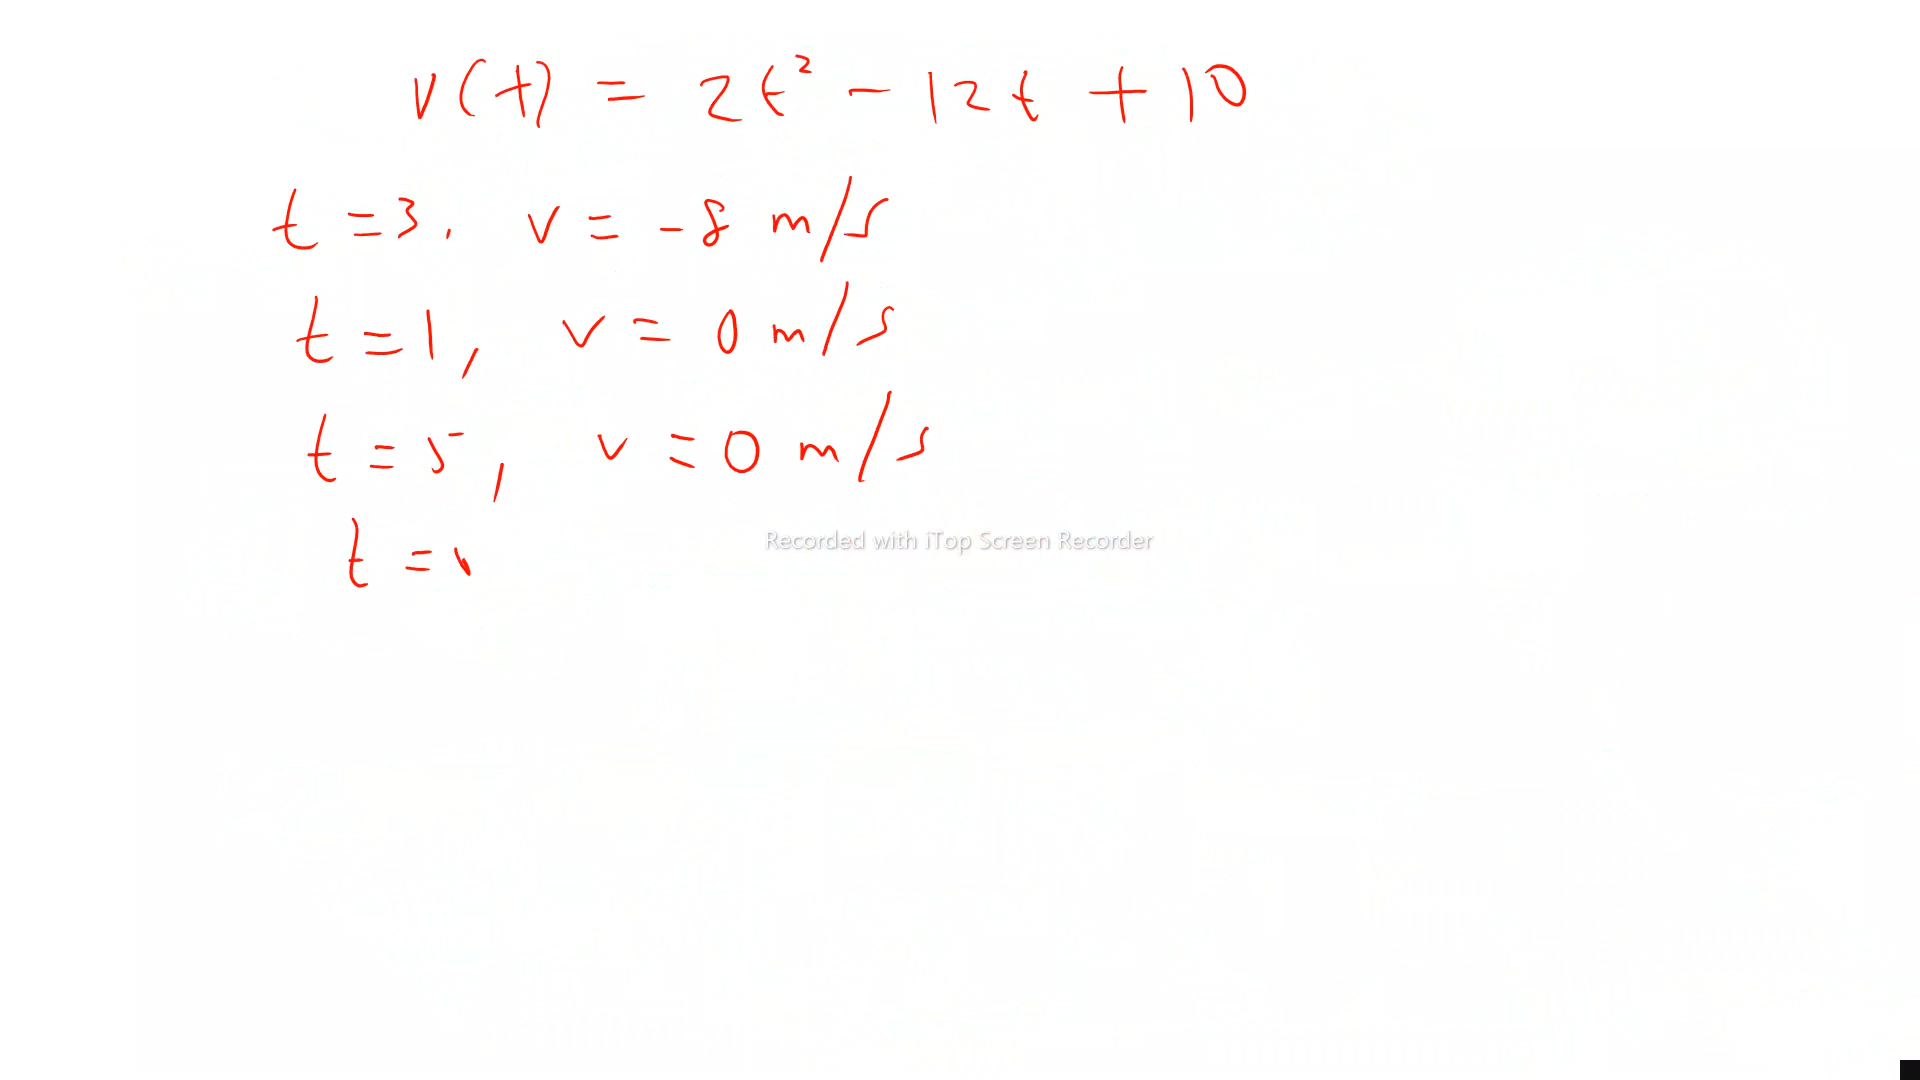 v(t) = 2t² - 12t + 10
t = 3, v = -8 m/s
t = 1, v = 0 m/s
t = 5, v = 0 m/s
t =
Recorded with iTop Screen Recorder